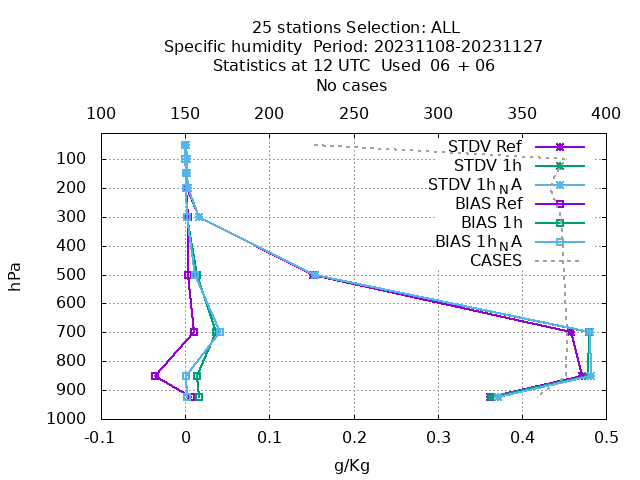 25 stations Selection: ALL
Specific humidity  Period: 20231108-20231127
Statistics at 12 UTC  Used  06 + 06
No cases
100 150 200 250 300 350 400
STDV Ref
STDV 1h
STDV 1h_NA
BIAS Ref
BIAS 1h
BIAS 1h_NA
CASES
100
200
300
400
500
600
700
800
900
1000
hPa
-0.1 0 0.1 0.2 0.3 0.4 0.5
g/Kg